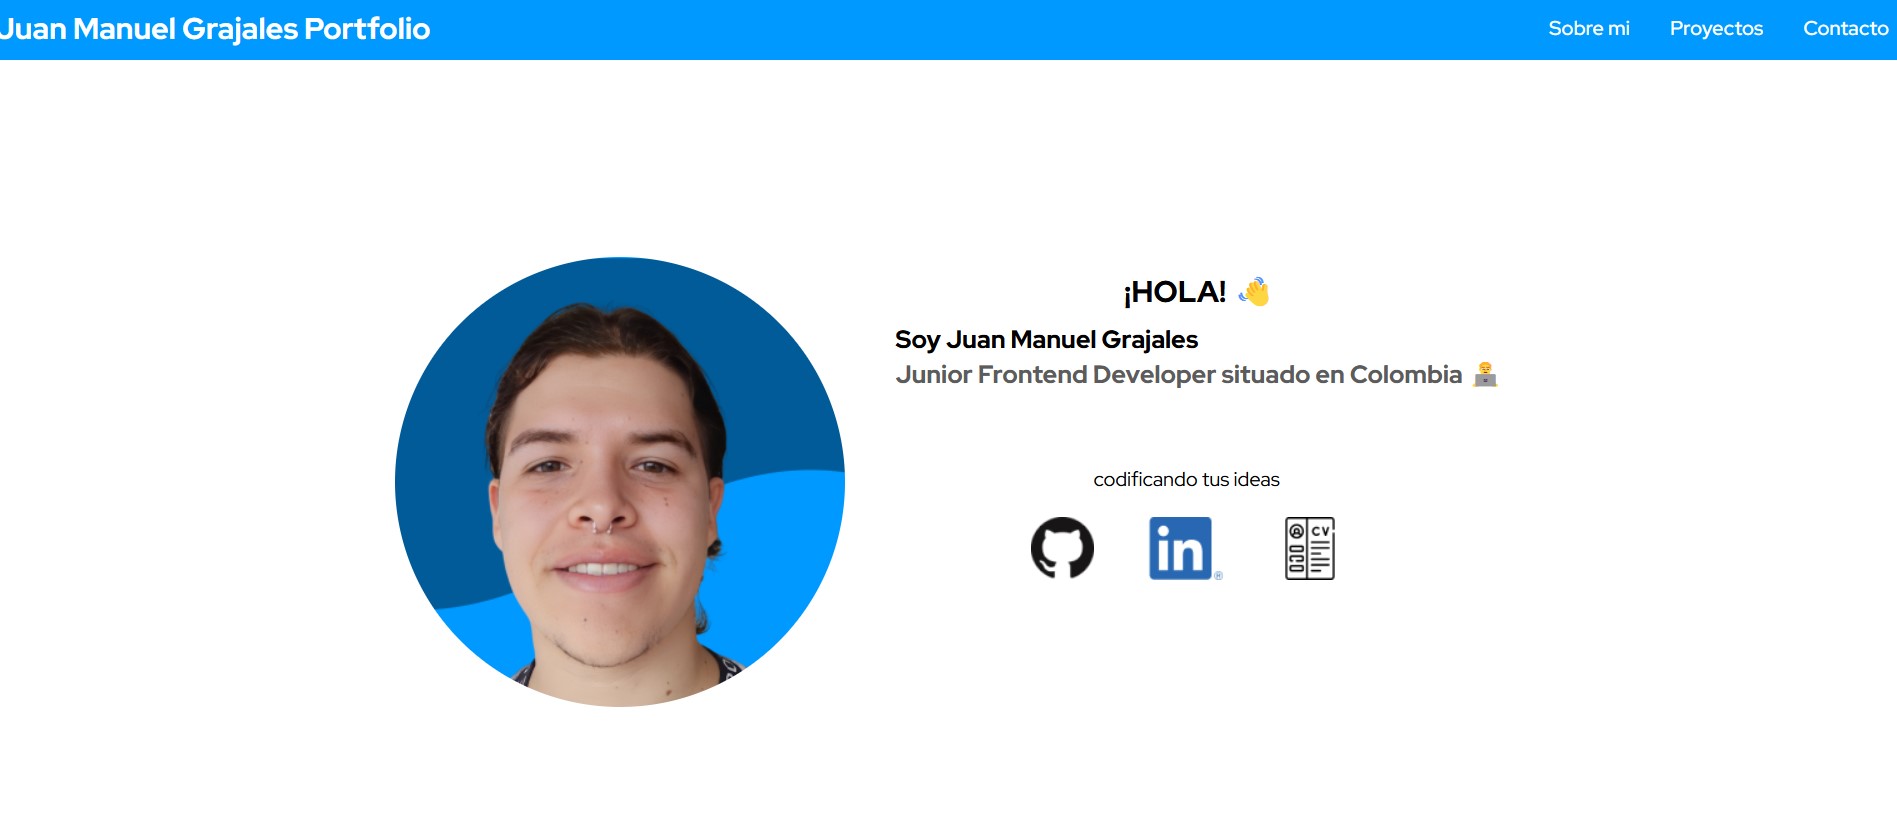 Juan Manuel Grajales Portfolio
Sobre mi
Proyectos
Contacto
¡HOLA! 👋
Soy Juan Manuel Grajales
Junior Frontend Developer situado en Colombia 👨‍💻
codificando tus ideas
in®
CV